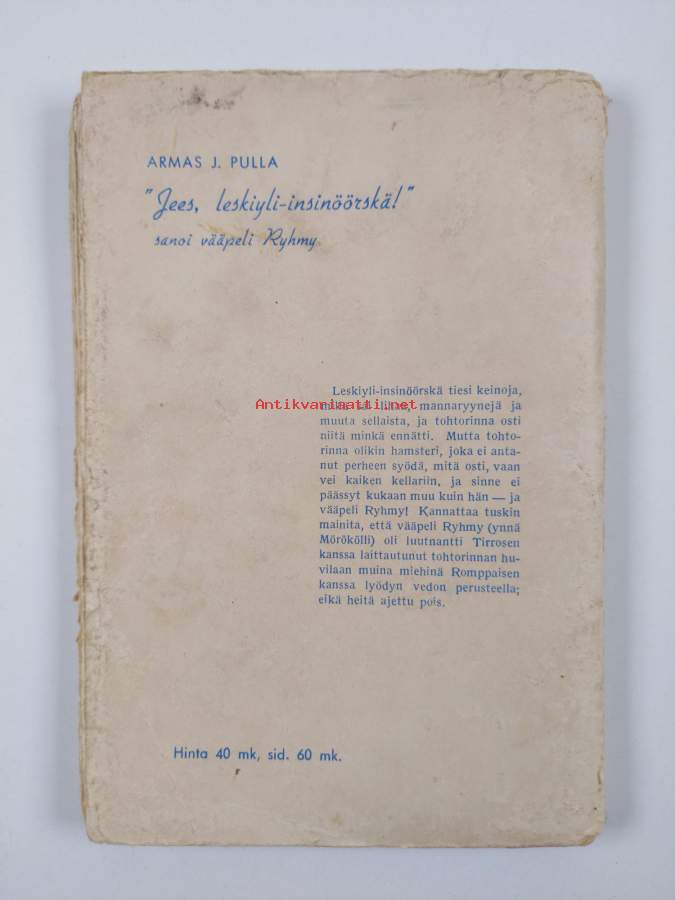 ARMAS J. PULLA
"Jees, leskiyli-insinöörskä!"
sanoi vääpeli Ryhmy
Leskiyli-insinöörskä tiesi keinoja,
mannaryynejä ja
Antikvariaatti.net
muuta sellaista, ja tohtorinna osti
niitä minkä ennätti. Mutta tohto-
rinna olikin hamsteri, joka ei anta-
nut perheen syödä, mitä osti, vaan
vei kaiken kellariin, ja sinne ei
päässyt kukaan muu kuin hän — ja
vääpeli Ryhmy! Kannattaa tuskin
mainita, että vääpeli Ryhmy (ynnä
Mörökölli) oli luutnantti Tirrosen
kanssa laittautunut tohtorinnan hu-
vilaan muina miehinä Romppaisen
kanssa lyödyn vedon perusteella;
eikä heitä ajettu pois.
Hinta 40 mk, sid. 60 mk.